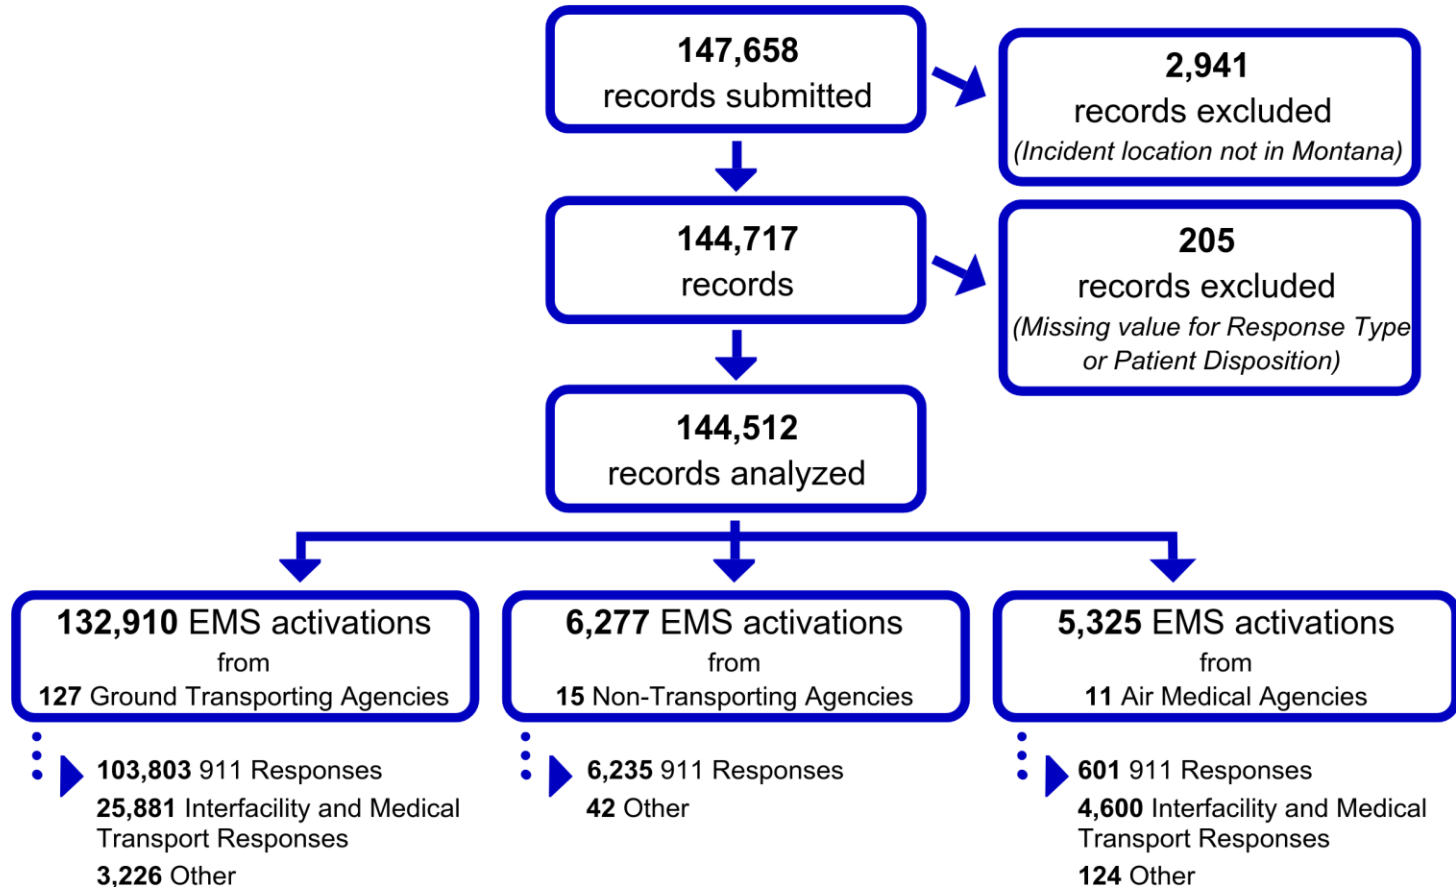 147,658
records submitted
2,941
records excluded
(Incident location not in Montana)
144,717
records
205
records excluded
(Missing value for Response Type
or Patient Disposition)
144,512
records analyzed
132,910 EMS activations
from
127 Ground Transporting Agencies
103,803 911 Responses
25,881 Interfacility and Medical
Transport Responses
3,226 Other
6,277 EMS activations
from
15 Non-Transporting Agencies
6,235 911 Responses
42 Other
5,325 EMS activations
from
11 Air Medical Agencies
601 911 Responses
4,600 Interfacility and Medical
Transport Responses
124 Other